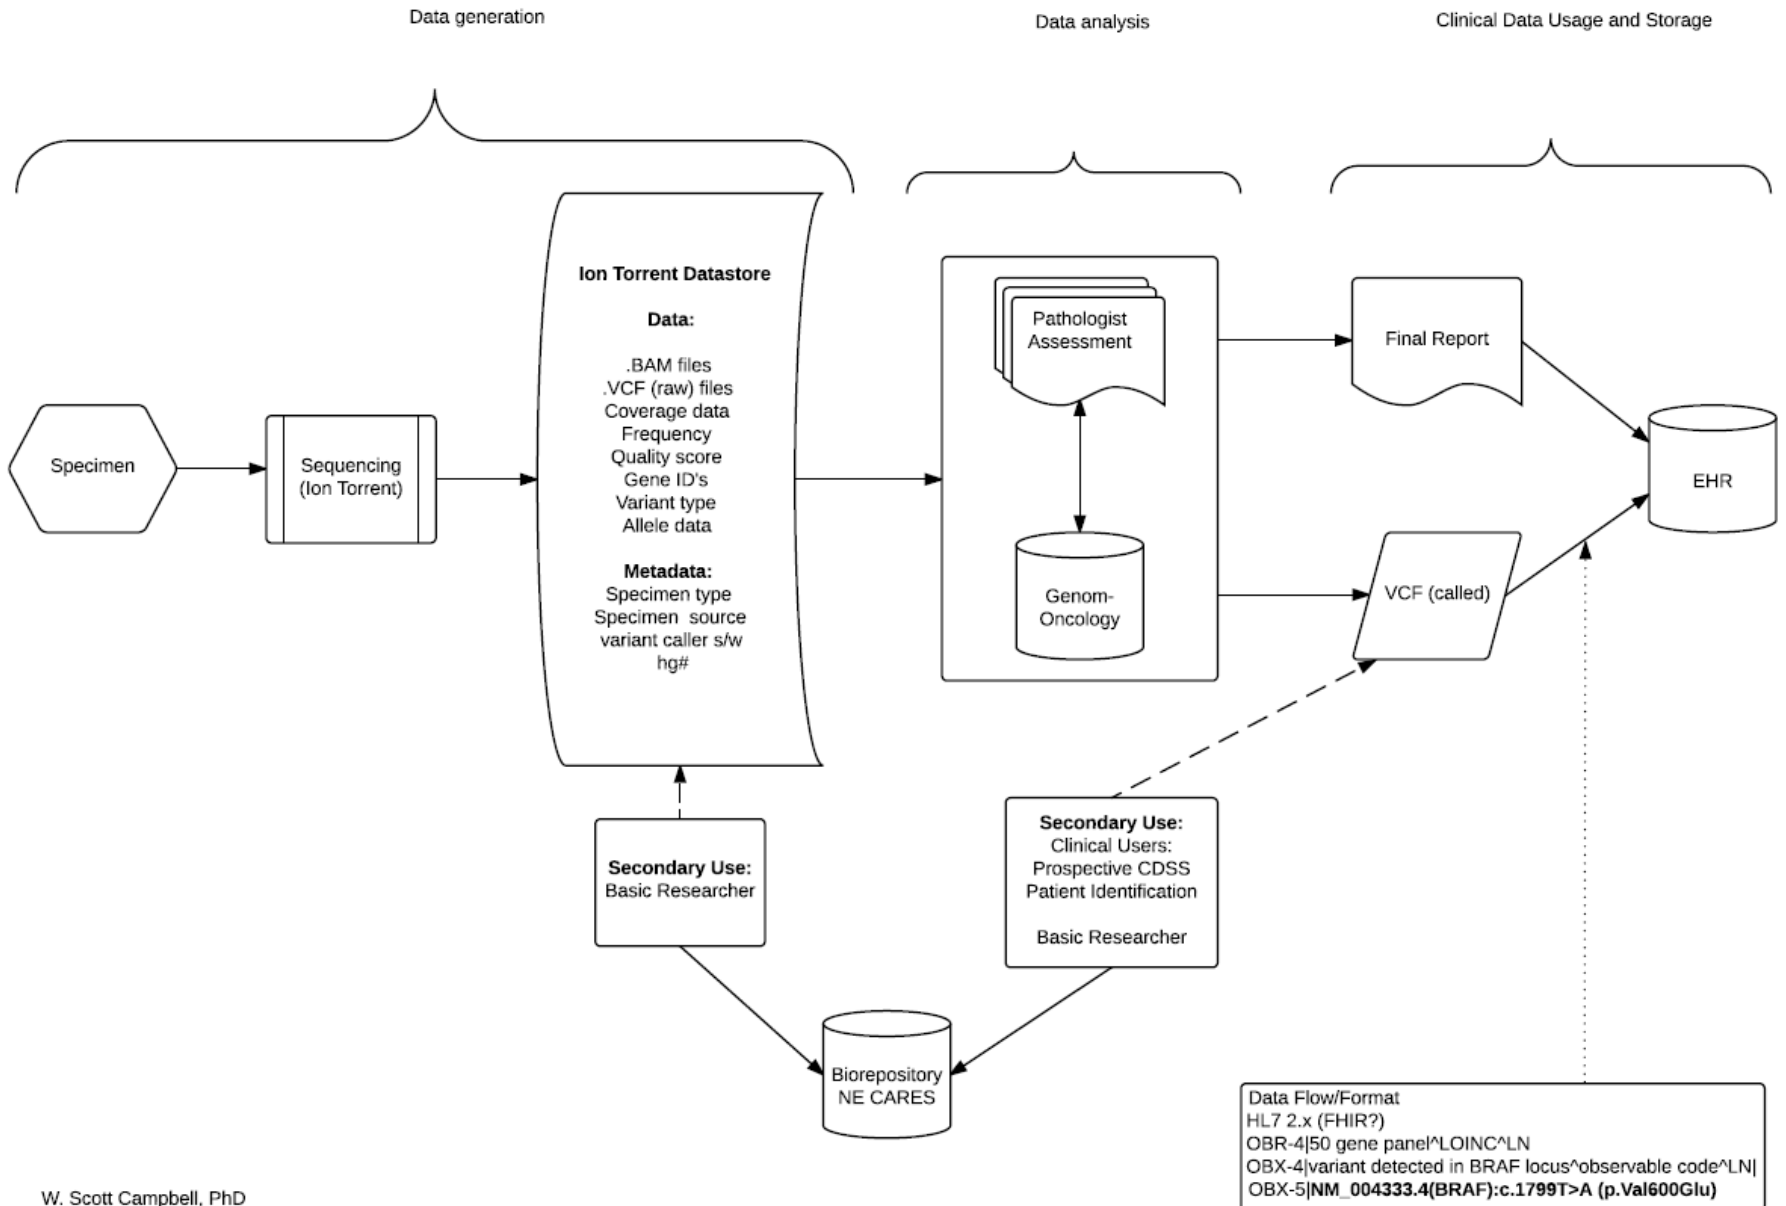 Data generation
Data analysis
Clinical Data Usage and Storage
Specimen
Sequencing
(Ion Torrent)
Ion Torrent Datastore
Data:
.BAM files
.VCF (raw) files
Coverage data
Frequency
Quality score
Gene ID's
Variant type
Allele data
Metadata:
Specimen type
Specimen source
variant caller s/w
hg#
Pathologist
Assessment
Genom-
Oncology
Final Report
VCF (called)
EHR
Secondary Use:
Basic Researcher
Secondary Use:
Clinical Users:
Prospective CDSS
Patient Identification
Basic Researcher
Biorepository
NE CARES
Data Flow/Format
HL7 2.x (FHIR?)
OBR-4|50 gene panel^LOINC^LN
OBX-4|variant detected in BRAF locus^observable code^LN|
OBX-5|NM_004333.4(BRAF):c.1799T>A (p.Val600Glu)
W. Scott Campbell, PhD